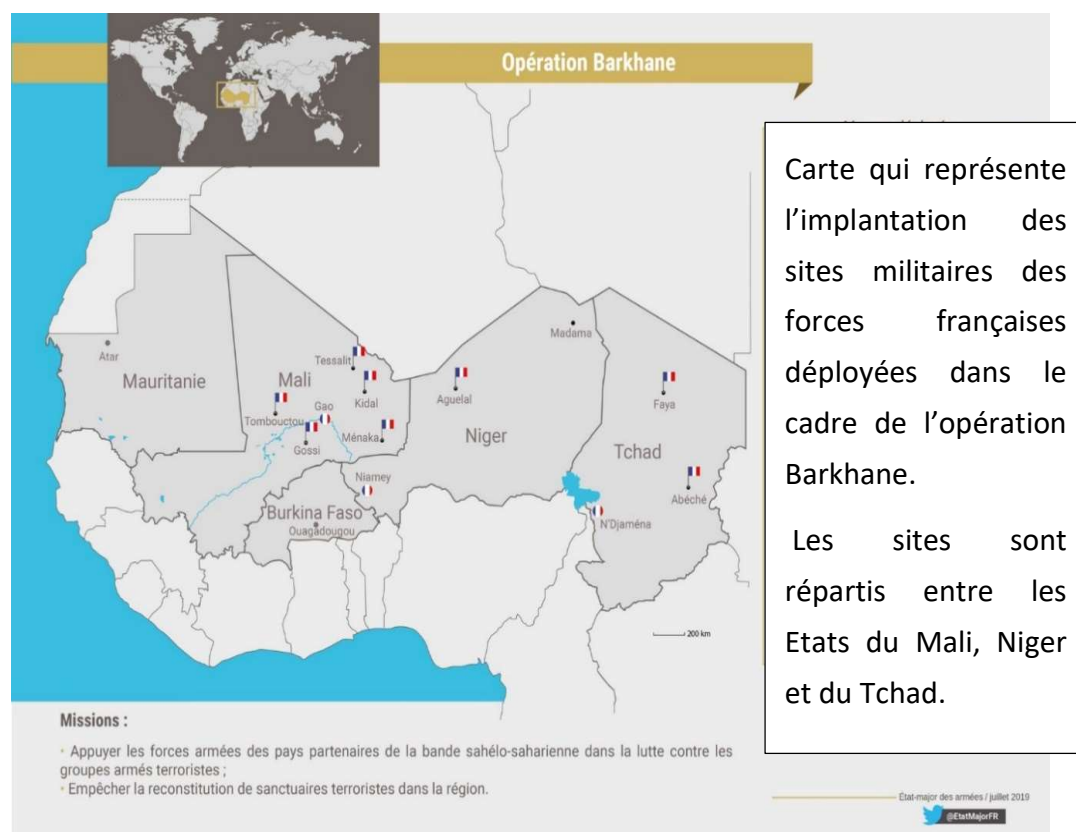 Opération Barkhane
Carte qui représente
l’implantation des
sites militaires des
forces françaises
déployées dans le
cadre de l’opération
Barkhane.
Les sites sont
répartis entre les
Etats du Mali, Niger
et du Tchad.
Madama
Atar
Tessalit
Mauritanie
Mali
Kidal
Aguelal
Faya
Gao
Tombouctou
Ménaka
Gossi
Niger
Tchad
Niamey
Abéché
Burkina Faso
N'Djaména
Ouagadougou
200 km
Missions :
• Appuyer les forces armées des pays partenaires de la bande sahélo-saharienne dans la lutte contre les
groupes armés terroristes ;
• Empêcher la reconstitution de sanctuaires terroristes dans la région.
État-major des armées / juillet 2019
@EtatMajorFR